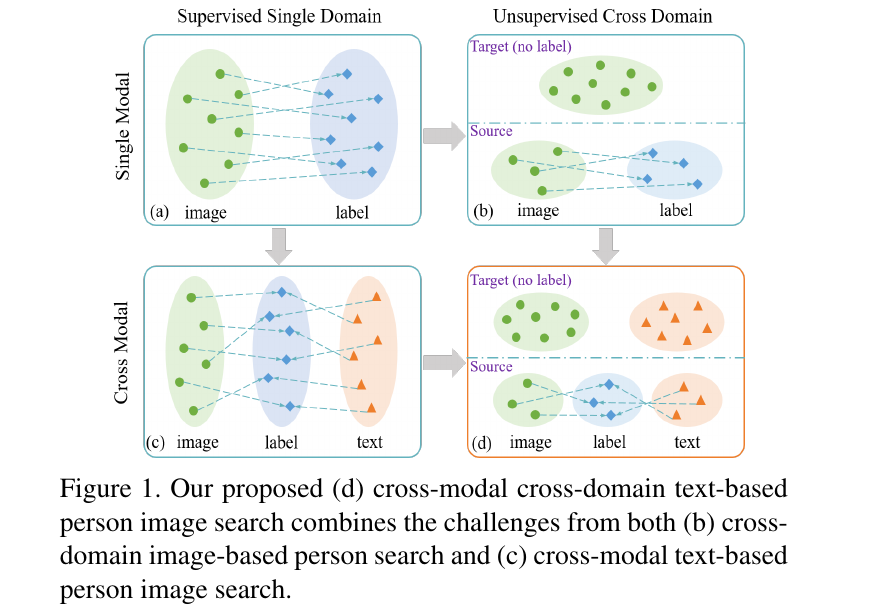 Supervised Single Domain
Unsupervised Cross Domain
Single Modal
(a) image label
Target (no label)
Source
(b) image label
Cross Modal
(c) image label text
Target (no label)
Source
(d) image label text
Figure 1. Our proposed (d) cross-modal cross-domain text-based
person image search combines the challenges from both (b) cross-
domain image-based person search and (c) cross-modal text-based
person image search.